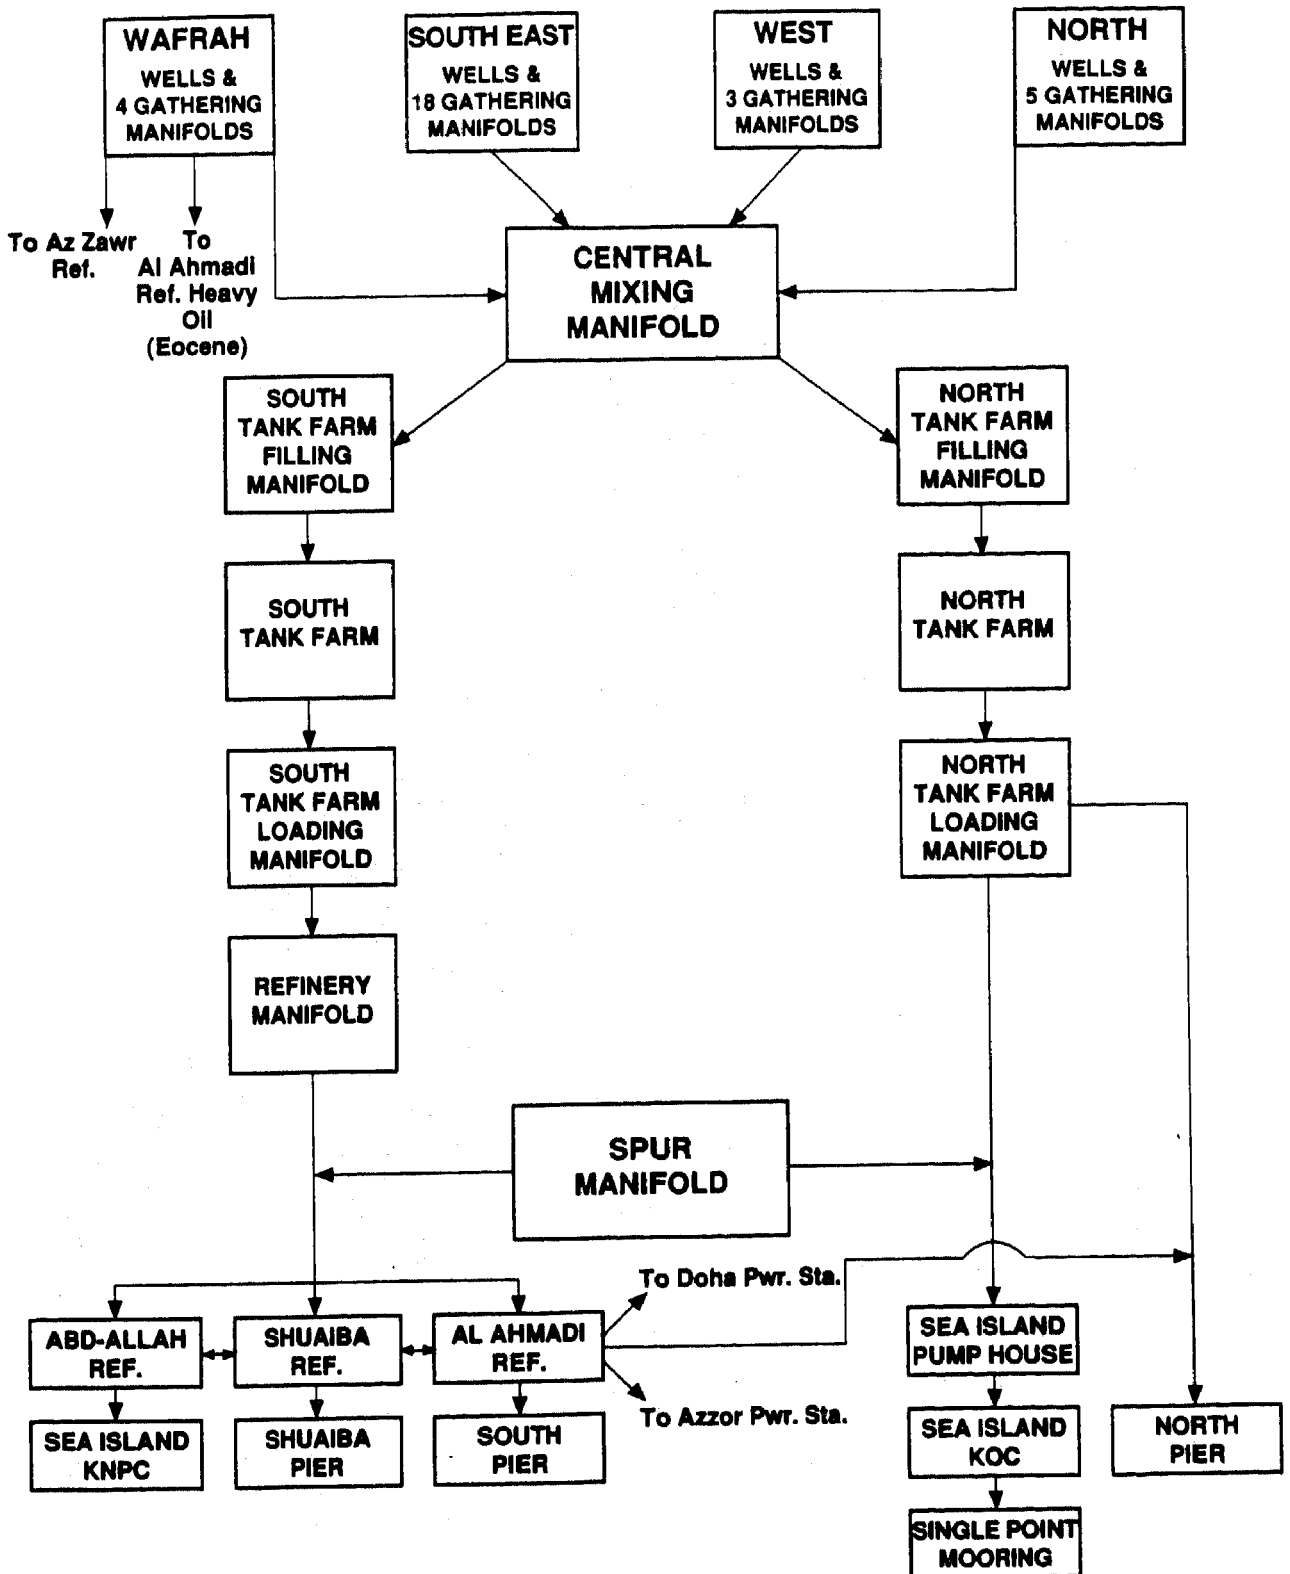 WAFRAH
WELLS &
4 GATHERING
MANIFOLDS
SOUTH EAST
WELLS &
18 GATHERING
MANIFOLDS
WEST
WELLS &
3 GATHERING
MANIFOLDS
NORTH
WELLS &
5 GATHERING
MANIFOLDS
To Az Zawr
Ref.
To
Al Ahmadi
Ref. Heavy
Oil
(Eocene)
CENTRAL
MIXING
MANIFOLD
SOUTH
TANK FARM
FILLING
MANIFOLD
NORTH
TANK FARM
FILLING
MANIFOLD
SOUTH
TANK FARM
NORTH
TANK FARM
SOUTH
TANK FARM
LOADING
MANIFOLD
NORTH
TANK FARM
LOADING
MANIFOLD
REFINERY
MANIFOLD
SPUR
MANIFOLD
To Doha Pwr. Sta.
ABD-ALLAH
REF.
SHUAIBA
REF.
AL AHMADI
REF.
SEA ISLAND
PUMP HOUSE
To Azzor Pwr. Sta.
SEA ISLAND
KNPC
SHUAIBA
PIER
SOUTH
PIER
SEA ISLAND
KOC
NORTH
PIER
SINGLE POINT
MOORING